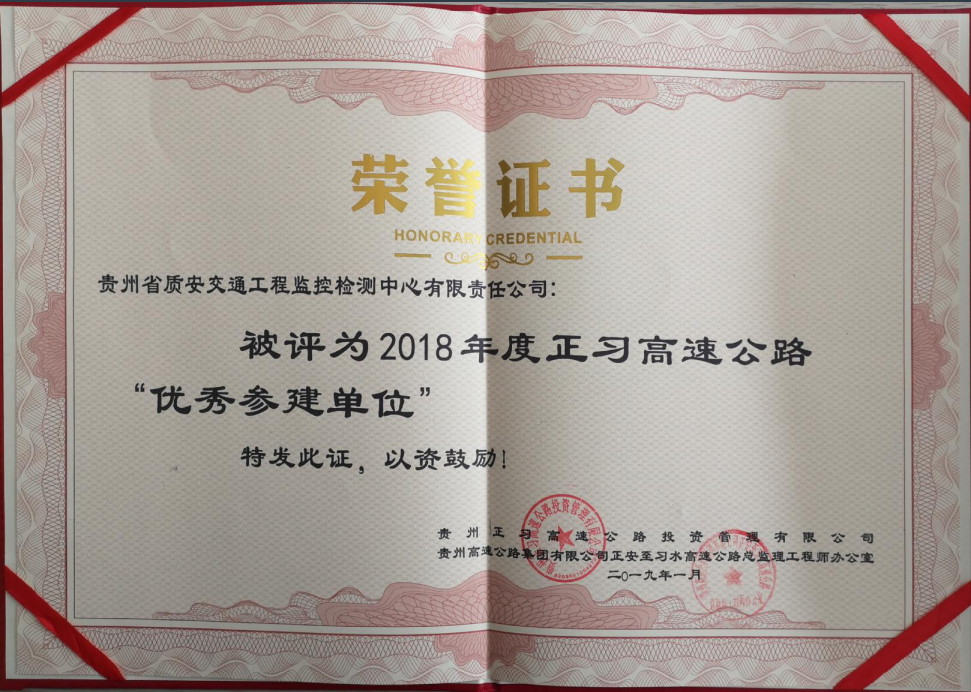 荣誉证书
HONORARY CREDENTIAL
贵州省质安交通工程监控检测中心有限责任公司：
被评为2018年度正习高速公路
“优秀参建单位”
特发此证，以资鼓励！
贵州正习高速公路投资管理有限公司
贵州高速公路集团有限公司正安至习水高速公路总监理工程师办公室
二〇一九年一月